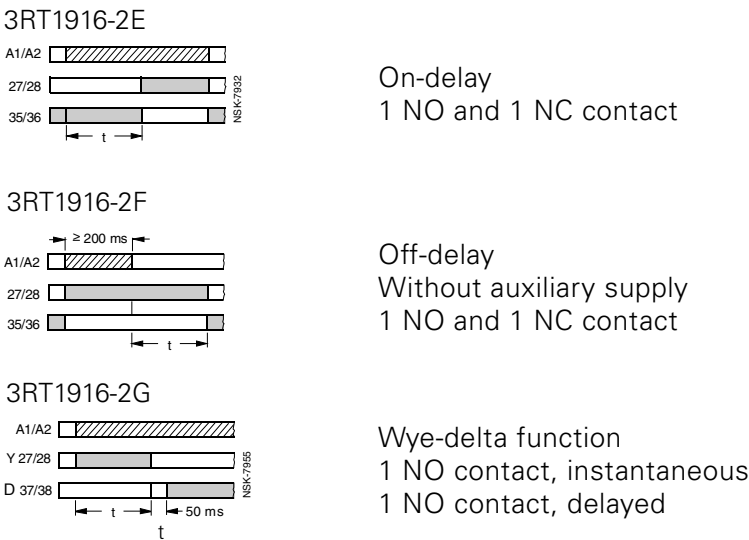 3RT1916-2E
A1/A2
27/28
35/36
t
NSK-7932
On-delay
1 NO and 1 NC contact
3RT1916-2F
≥ 200 ms
A1/A2
27/28
35/36
t
Off-delay
Without auxiliary supply
1 NO and 1 NC contact
3RT1916-2G
A1/A2
Y 27/28
D 37/38
t
50 ms
t
NSK-7955
Wye-delta function
1 NO contact, instantaneous
1 NO contact, delayed